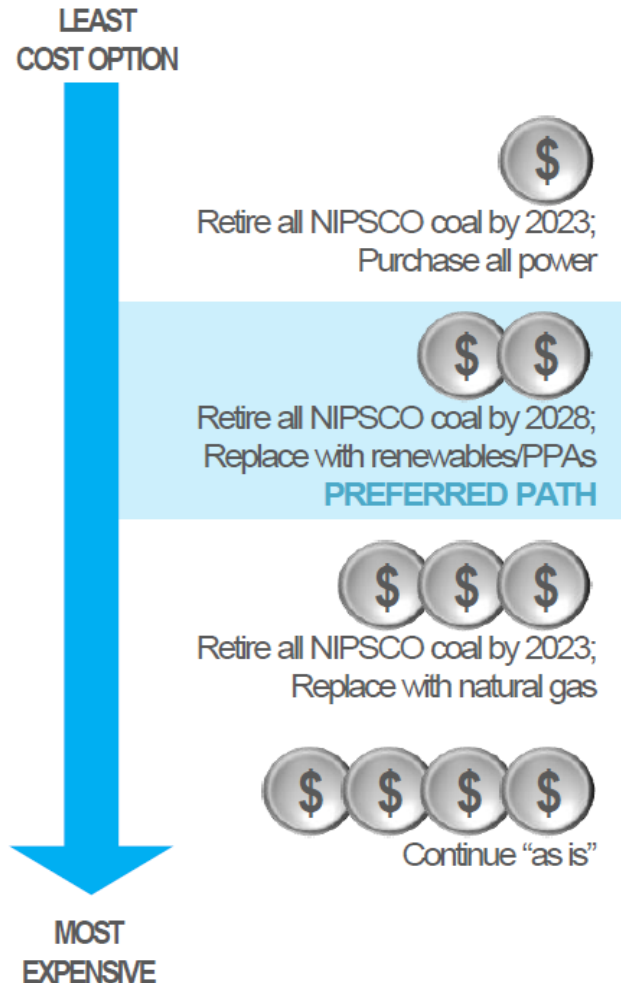 LEAST
COST OPTION
$
Retire all NIPSCO coal by 2023;
Purchase all power
$ $
Retire all NIPSCO coal by 2028;
Replace with renewables/PPAs
PREFERRED PATH
$ $ $
Retire all NIPSCO coal by 2023;
Replace with natural gas
$ $ $ $
Continue “as is”
MOST
EXPENSIVE